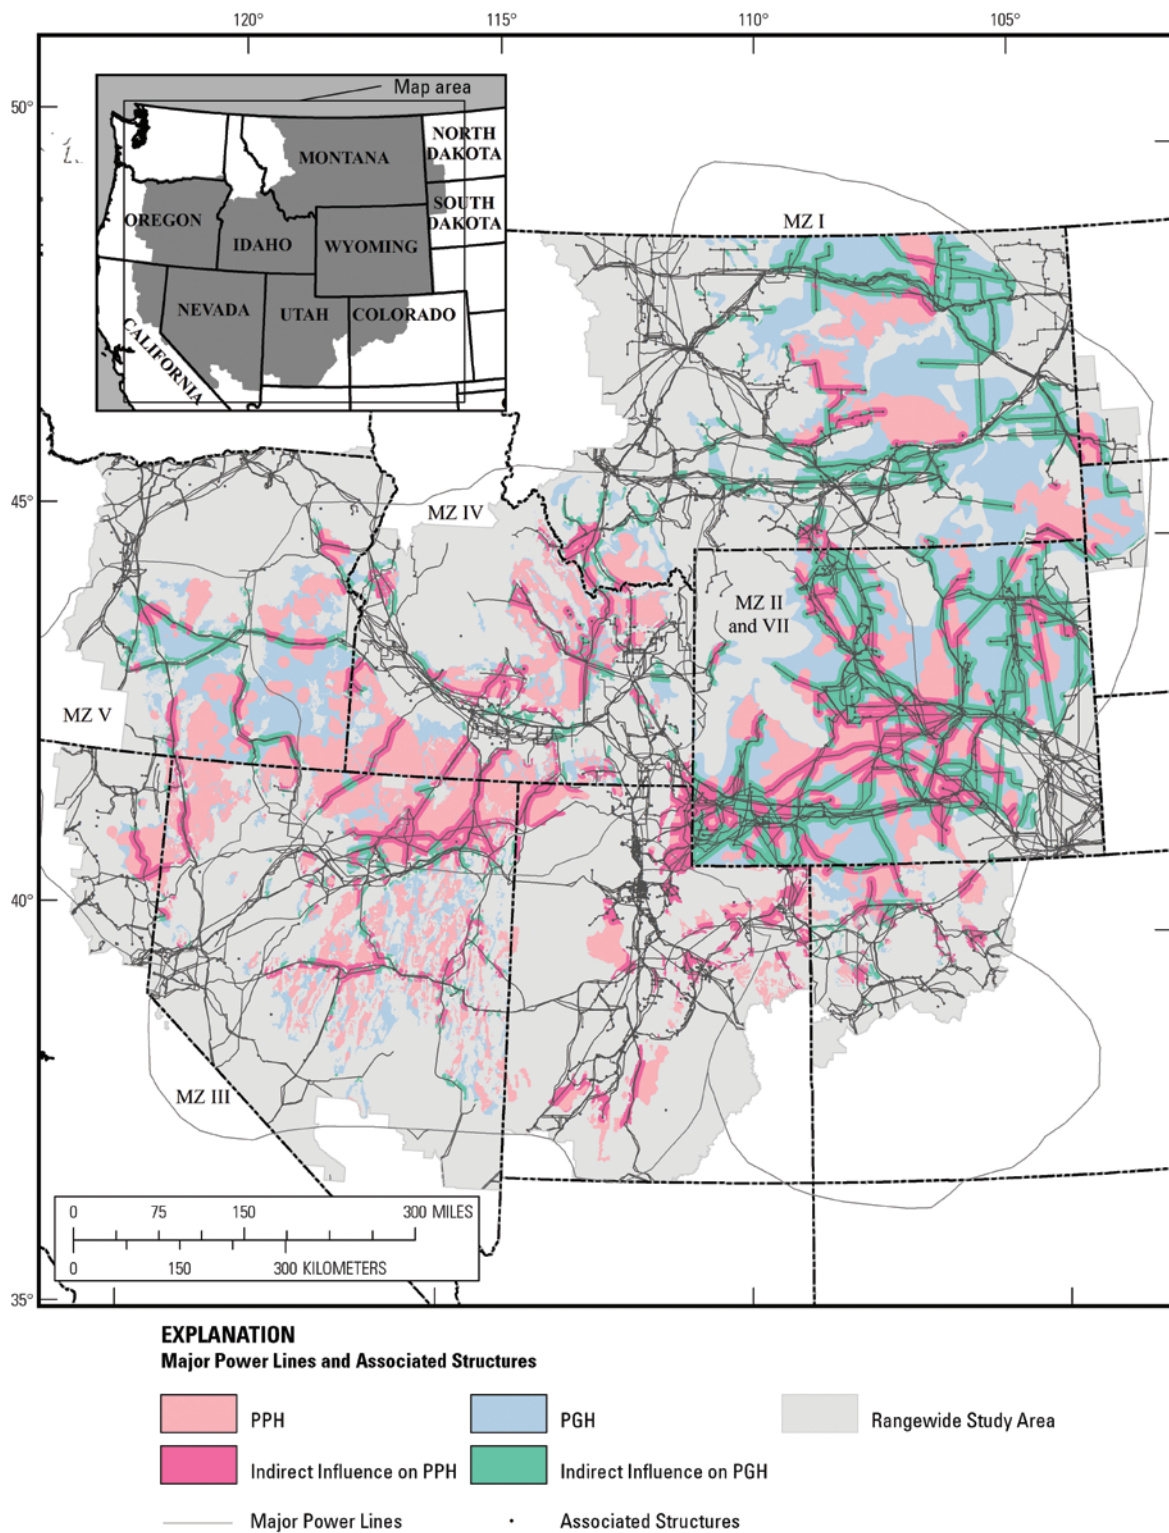 120° 115° 110° 105°
50°
Map area
NORTH
DAKOTA
MONTANA
SOUTH
DAKOTA
OREGON
IDAHO
WYOMING
NEVADA
UTAH
COLORADO
CALIFORNIA
MZ I
45°
MZ IV
MZ II
and VII
MZ V
40°
MZ III
0 75 150 300 MILES
0 150 300 KILOMETERS
35°
EXPLANATION
Major Power Lines and Associated Structures
PPH PGH Rangewide Study Area
Indirect Influence on PPH Indirect Influence on PGH
Major Power Lines Associated Structures